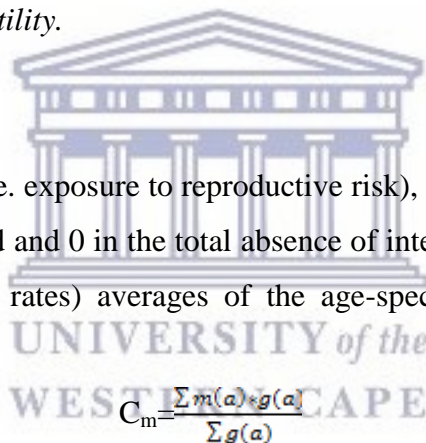 tility.
e. exposure to reproductive risk),
d and 0 in the total absence of inte
rates) averages of the age-spec
UNIVERSITY of the
WESTERN CAPE
Cₘ=∑m(a)*g(a)/∑g(a)